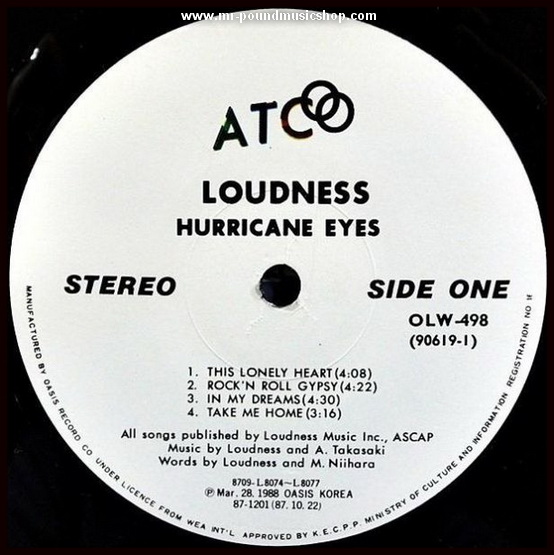 www.mr-poundmusicshop.com
ATCO
LOUDNESS
HURRICANE EYES
STEREO
SIDE ONE
OLW-498
(90619-1)
1. THIS LONELY HEART(4:08)
2. ROCK'N ROLL GYPSY(4:22)
3. IN MY DREAMS(4:30)
4. TAKE ME HOME(3:16)
All songs published by Loudness Music Inc., ASCAP
Music by Loudness and A. Takasaki
Words by Loudness and M. Niihara
8709-L.8074~L.8077
Ⓟ Mar. 28. 1988 OASIS KOREA
87-1201 (87. 10. 22)
MANUFACTURED BY OASIS RECORD CO UNDER LICENCE FROM WEA INT'L APPROVED BY K.E.C.P.P. MINISTRY OF CULTURE AND INFORMATION REGISTRATION NO